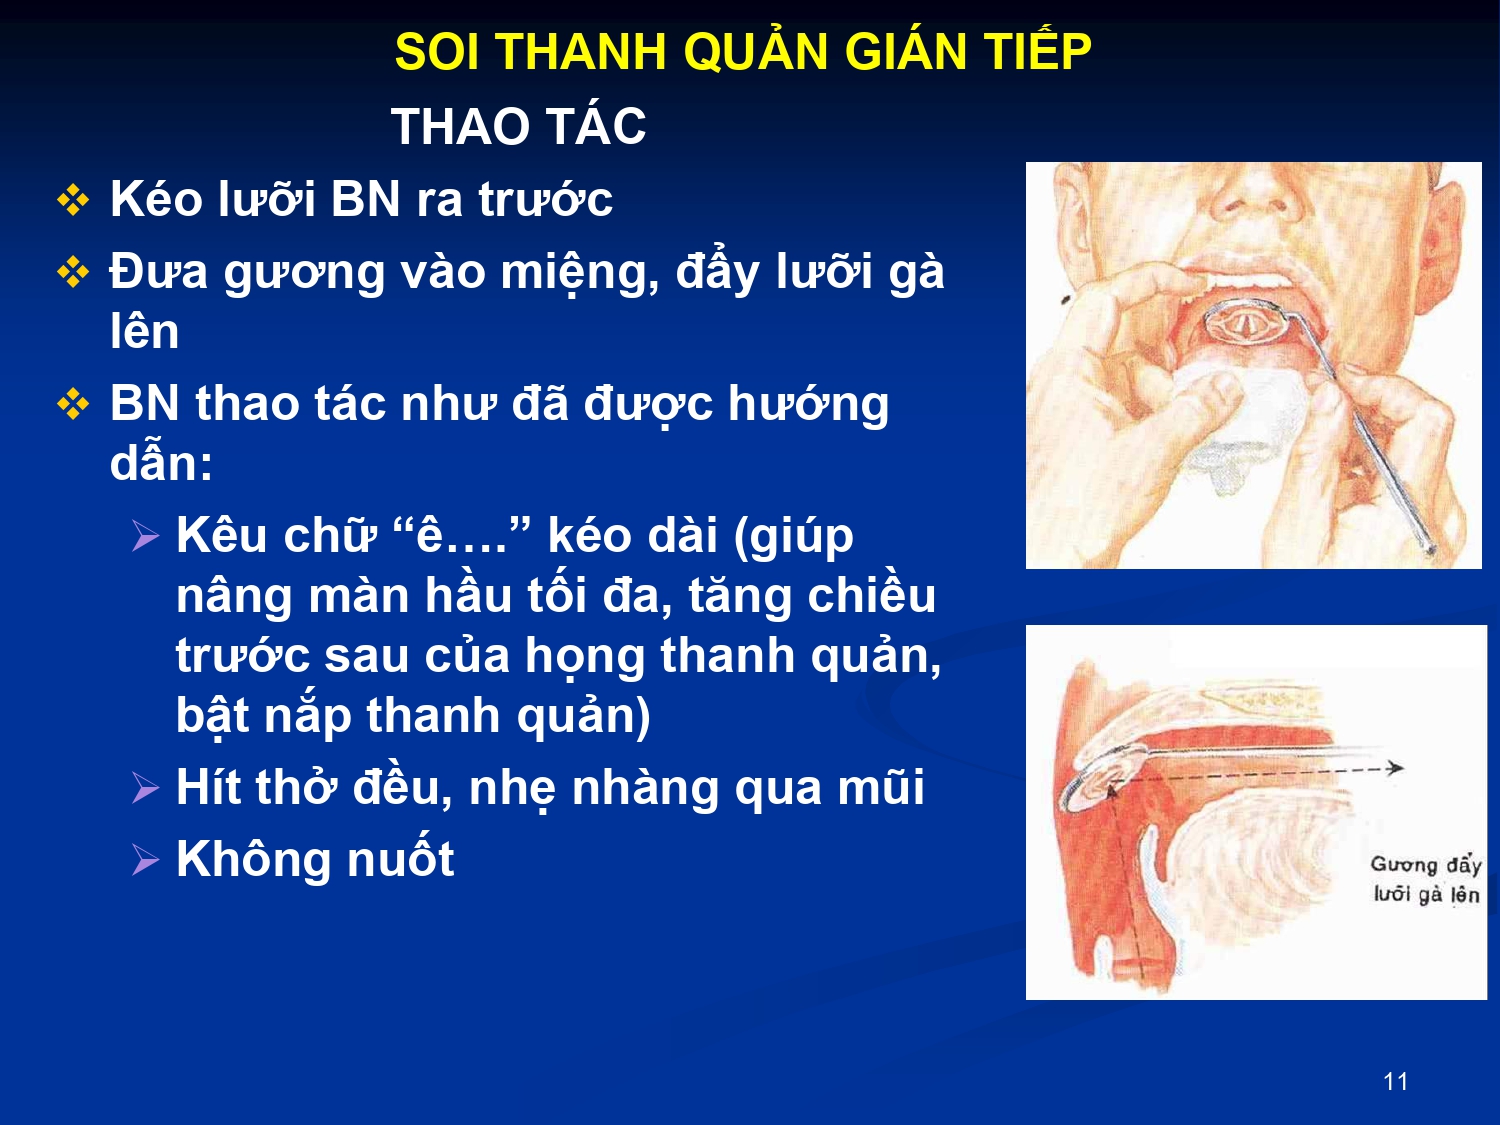 SOI THANH QUẢN GIÁN TIẾP
THAO TÁC
Kéo lưỡi BN ra trước
Đưa gương vào miệng, đẩy lưỡi gà
lên
BN thao tác như đã được hướng
dẫn:
Kêu chữ “ê….” kéo dài (giúp
nâng màn hầu tối đa, tăng chiều
trước sau của họng thanh quản,
bật nắp thanh quản)
Hít thở đều, nhẹ nhàng qua mũi
Không nuốt
Gương đẩy
lưỡi gà lên
11